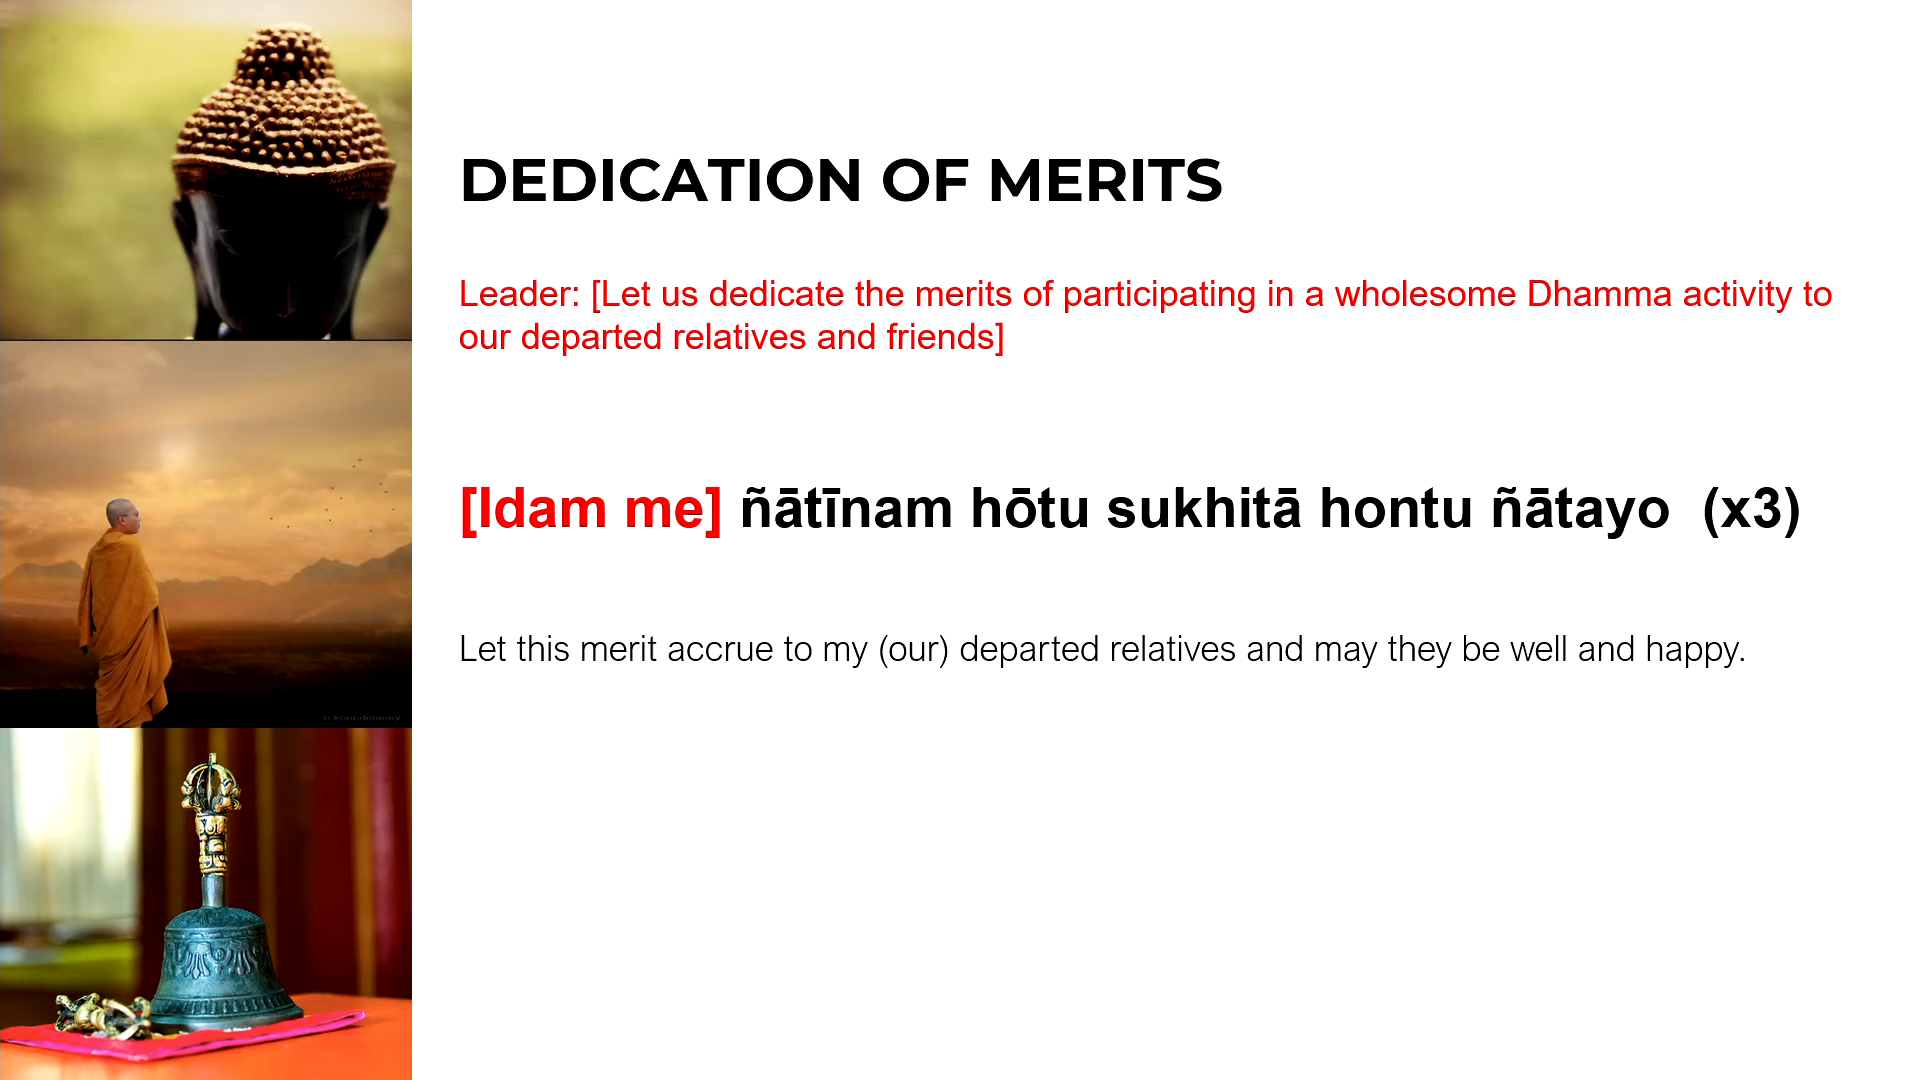 DEDICATION OF MERITS
Leader: [Let us dedicate the merits of participating in a wholesome Dhamma activity to
our departed relatives and friends]
[Idam me] ñātīnam hōtu sukhitā hontu ñātayo (x3)
Let this merit accrue to my (our) departed relatives and may they be well and happy.
h.koppdelaney